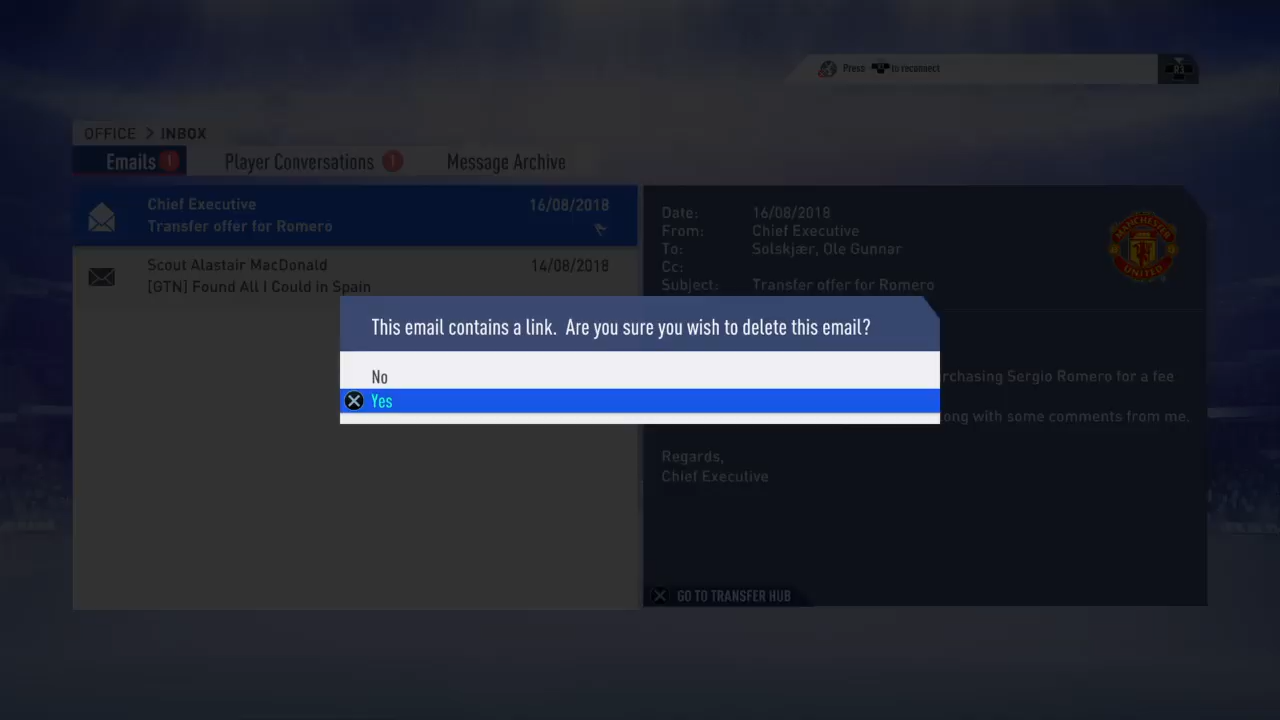 Press to reconnect
R1
OFFICE > INBOX
Emails !
Player Conversations 1
Message Archive
Chief Executive 16/08/2018
Transfer offer for Romero
Scout Alastair MacDonald 14/08/2018
[GTN] Found All I Could in Spain
Date: 16/08/2018
From: Chief Executive
To: Solskjær, Ole Gunnar
Cc:
Subject: Transfer offer for Romero
MANCHESTER
UNITED
This email contains a link. Are you sure you wish to delete this email?
No
Yes
rchasing Sergio Romero for a fee
ong with some comments from me.
Regards,
Chief Executive
GO TO TRANSFER HUB